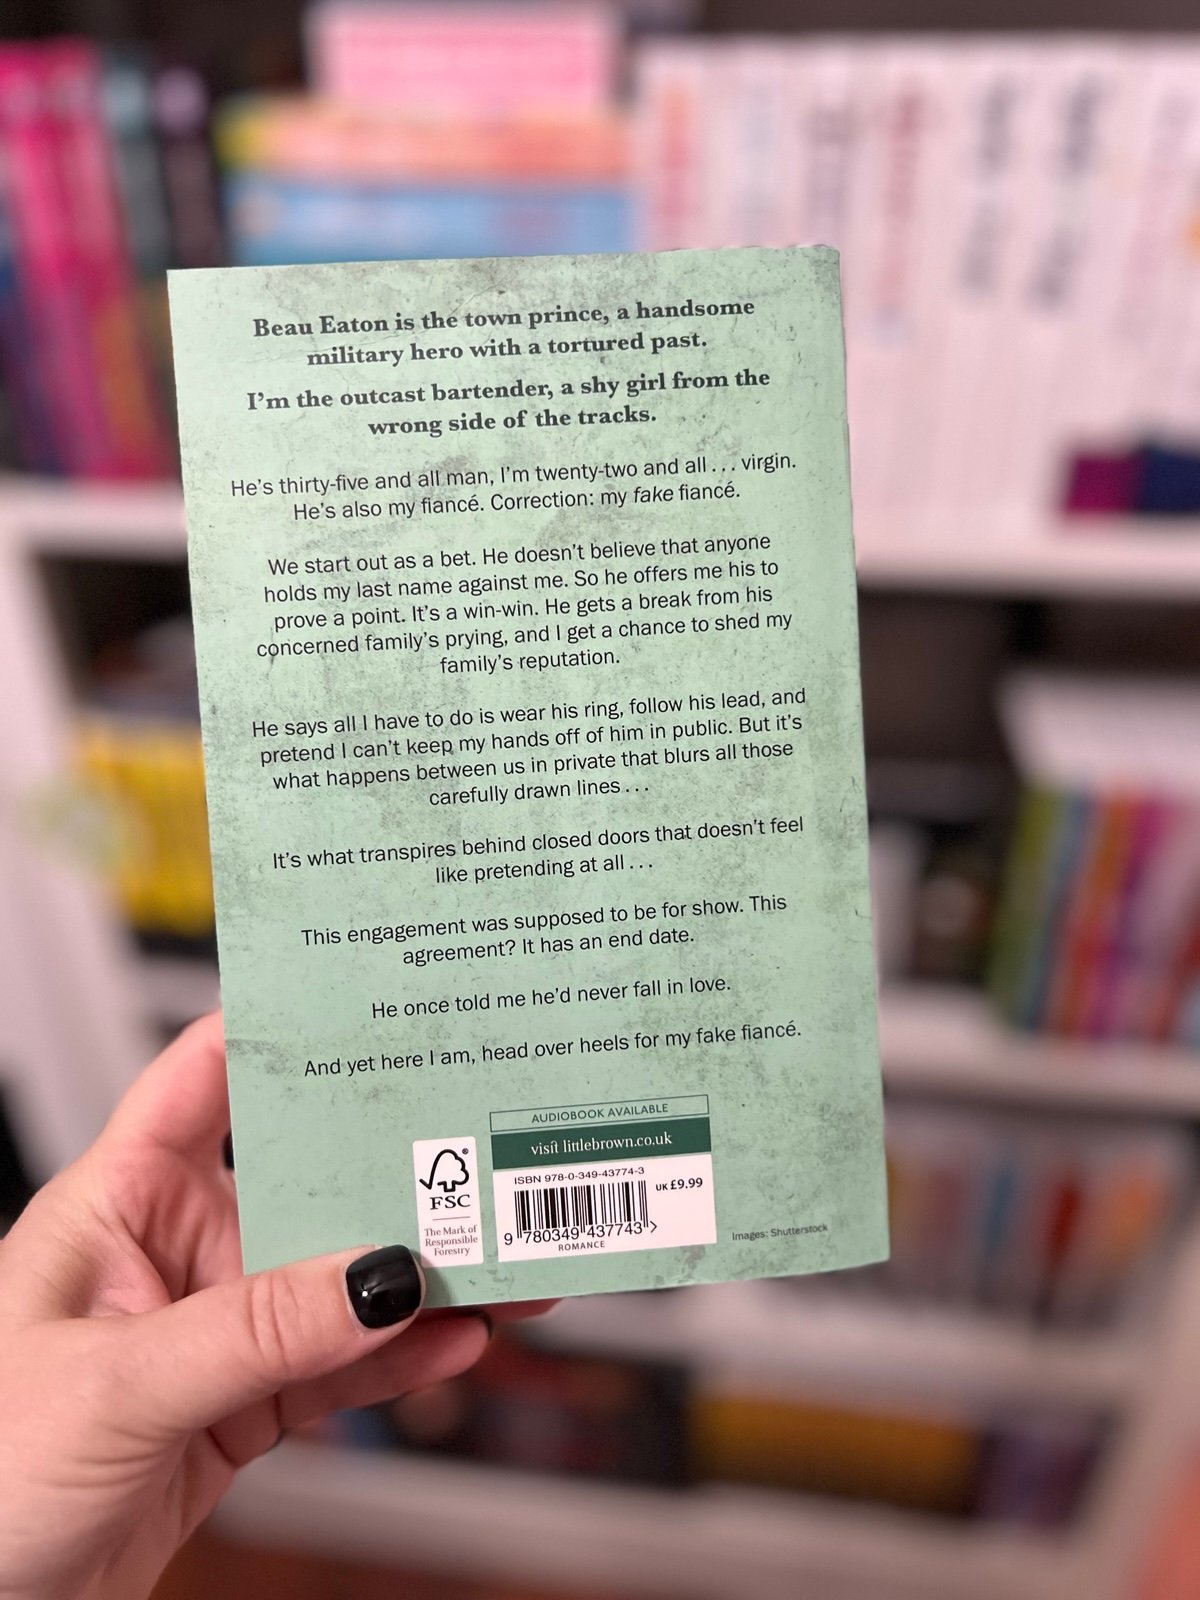 Beau Eaton is the town prince, a handsome
military hero with a tortured past.
I'm the outcast bartender, a shy girl from the
wrong side of the tracks.
He's thirty-five and all man, I'm twenty-two and all... virgin.
He's also my fiancé. Correction: my fake fiancé.
We start out as a bet. He doesn't believe that anyone
holds my last name against me. So he offers me his to
prove a point. It's a win-win. He gets a break from his
concerned family's prying, and I get a chance to shed my
family's reputation.
He says all I have to do is wear his ring, follow his lead, and
pretend I can't keep my hands off of him in public. But it's
what happens between us in private that blurs all those
carefully drawn lines...
It's what transpires behind closed doors that doesn't feel
like pretending at all...
This engagement was supposed to be for show. This
agreement? It has an end date.
He once told me he'd never fall in love.
And yet here I am, head over heels for my fake fiancé.
AUDIOBOOK AVAILABLE
visit littlebrown.co.uk
ISBN 978-0-349-43774-3
UK £9.99
9 780349 437743 >
ROMANCE
FSC
The Mark of
Responsible
Forestry
Images: Shutterstock